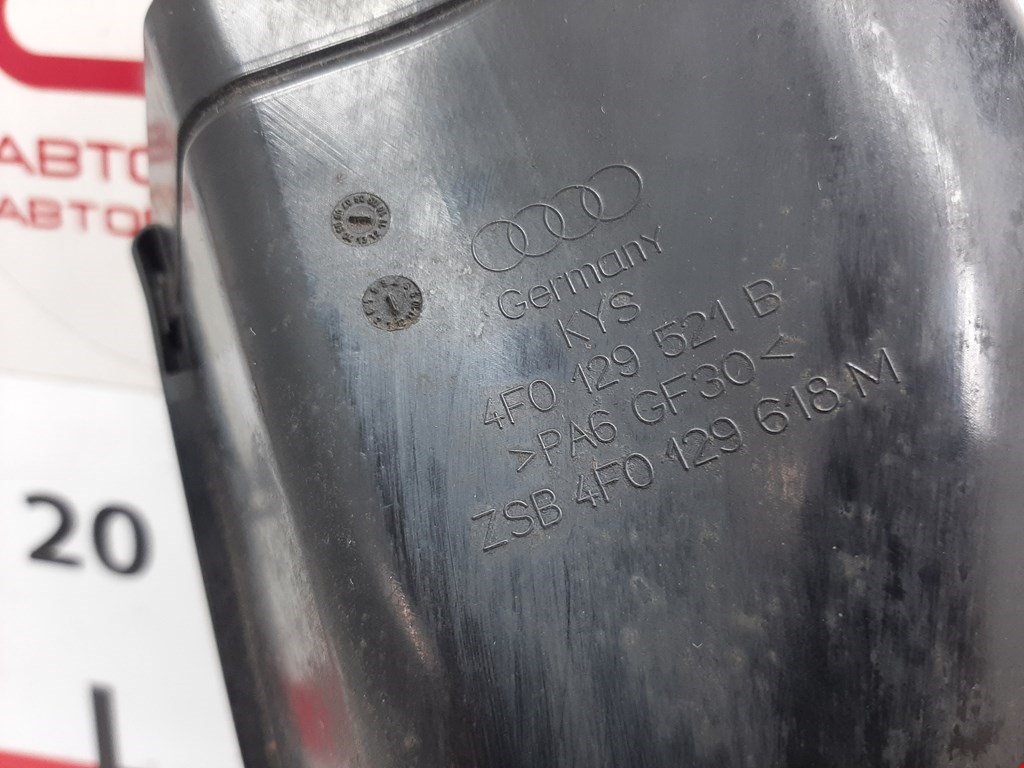 АВТО
АВТО
Germany
KYS
4F0 129 521 B
>PA6 GF30<
ZSB 4F0 129 618 M
20